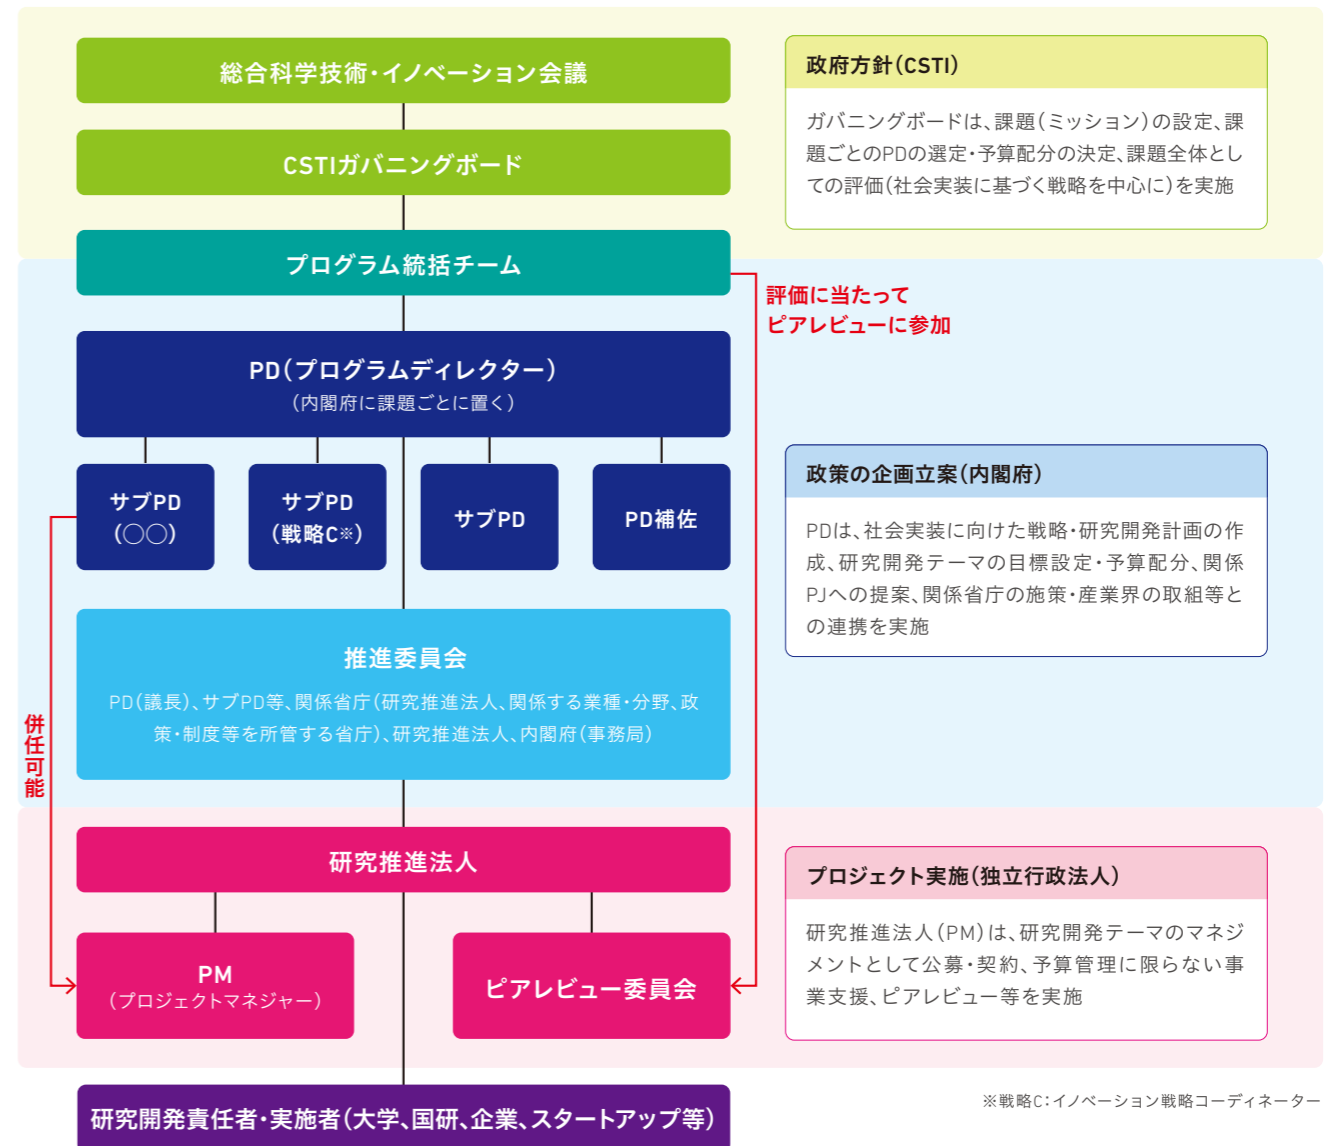 総合科学技術・イノベーション会議
CSTIガバニングボード
プログラム統括チーム
政府方針(CSTI)
ガバニングボードは、課題(ミッション)の設定、課
題ごとのPDの選定・予算配分の決定、課題全体とし
ての評価(社会実装に基づく戦略を中心に)を実施
評価に当たって
ピアレビューに参加
PD(プログラムディレクター)
(内閣府に課題ごとに置く)
サブPD
(〇〇)
サブPD
(戦略C※)
サブPD
PD補佐
政策の企画立案(内閣府)
PDは、社会実装に向けた戦略・研究開発計画の作
成、研究開発テーマの目標設定・予算配分、関係
PJへの提案、関係省庁の施策・産業界の取組等と
の連携を実施
推進委員会
PD(議長)、サブPD等、関係省庁(研究推進法人、関係する業種・分野、政
策・制度等を所管する省庁)、研究推進法人、内閣府(事務局)
併任可能
研究推進法人
PM
(プロジェクトマネジャー)
ピアレビュー委員会
プロジェクト実施(独立行政法人)
研究推進法人(PM)は、研究開発テーマのマネジ
メントとして公募・契約、予算管理に限らない事
業支援、ピアレビュー等を実施
研究開発責任者・実施者(大学、国研、企業、スタートアップ等)
※戦略C:イノベーション戦略コーディネーター